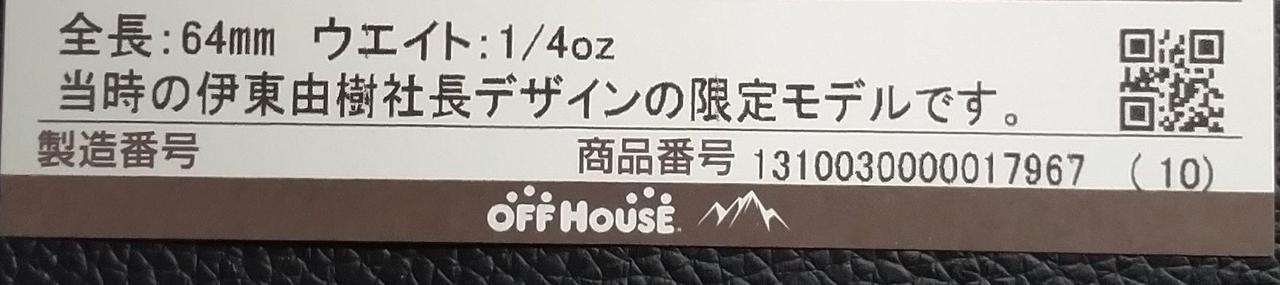 全長:64mm ウエイト:1/4oz
当時の伊東由樹社長デザインの限定モデルです。
製造番号 商品番号 1310030000017967 (10)
OFF HOUSE